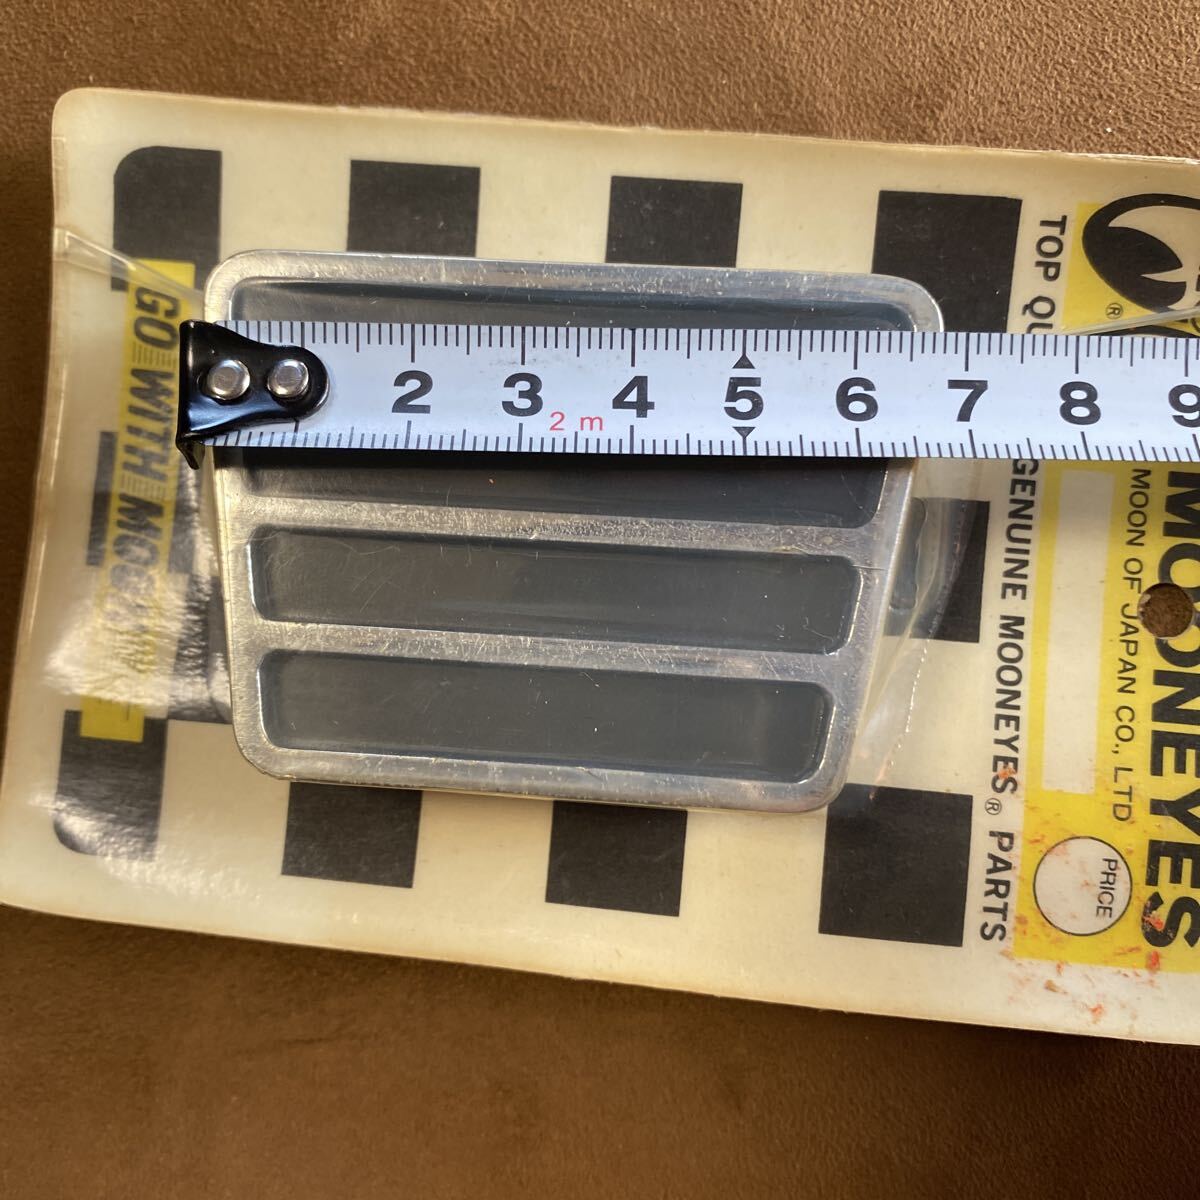 GO WITH MOON
2 3 4 5 6 7 8 9
2 m
TOP QU
®
GENUINE MOONEYES® PARTS
MOON OF JAPAN CO., LTD
MOONEYES
PRICE